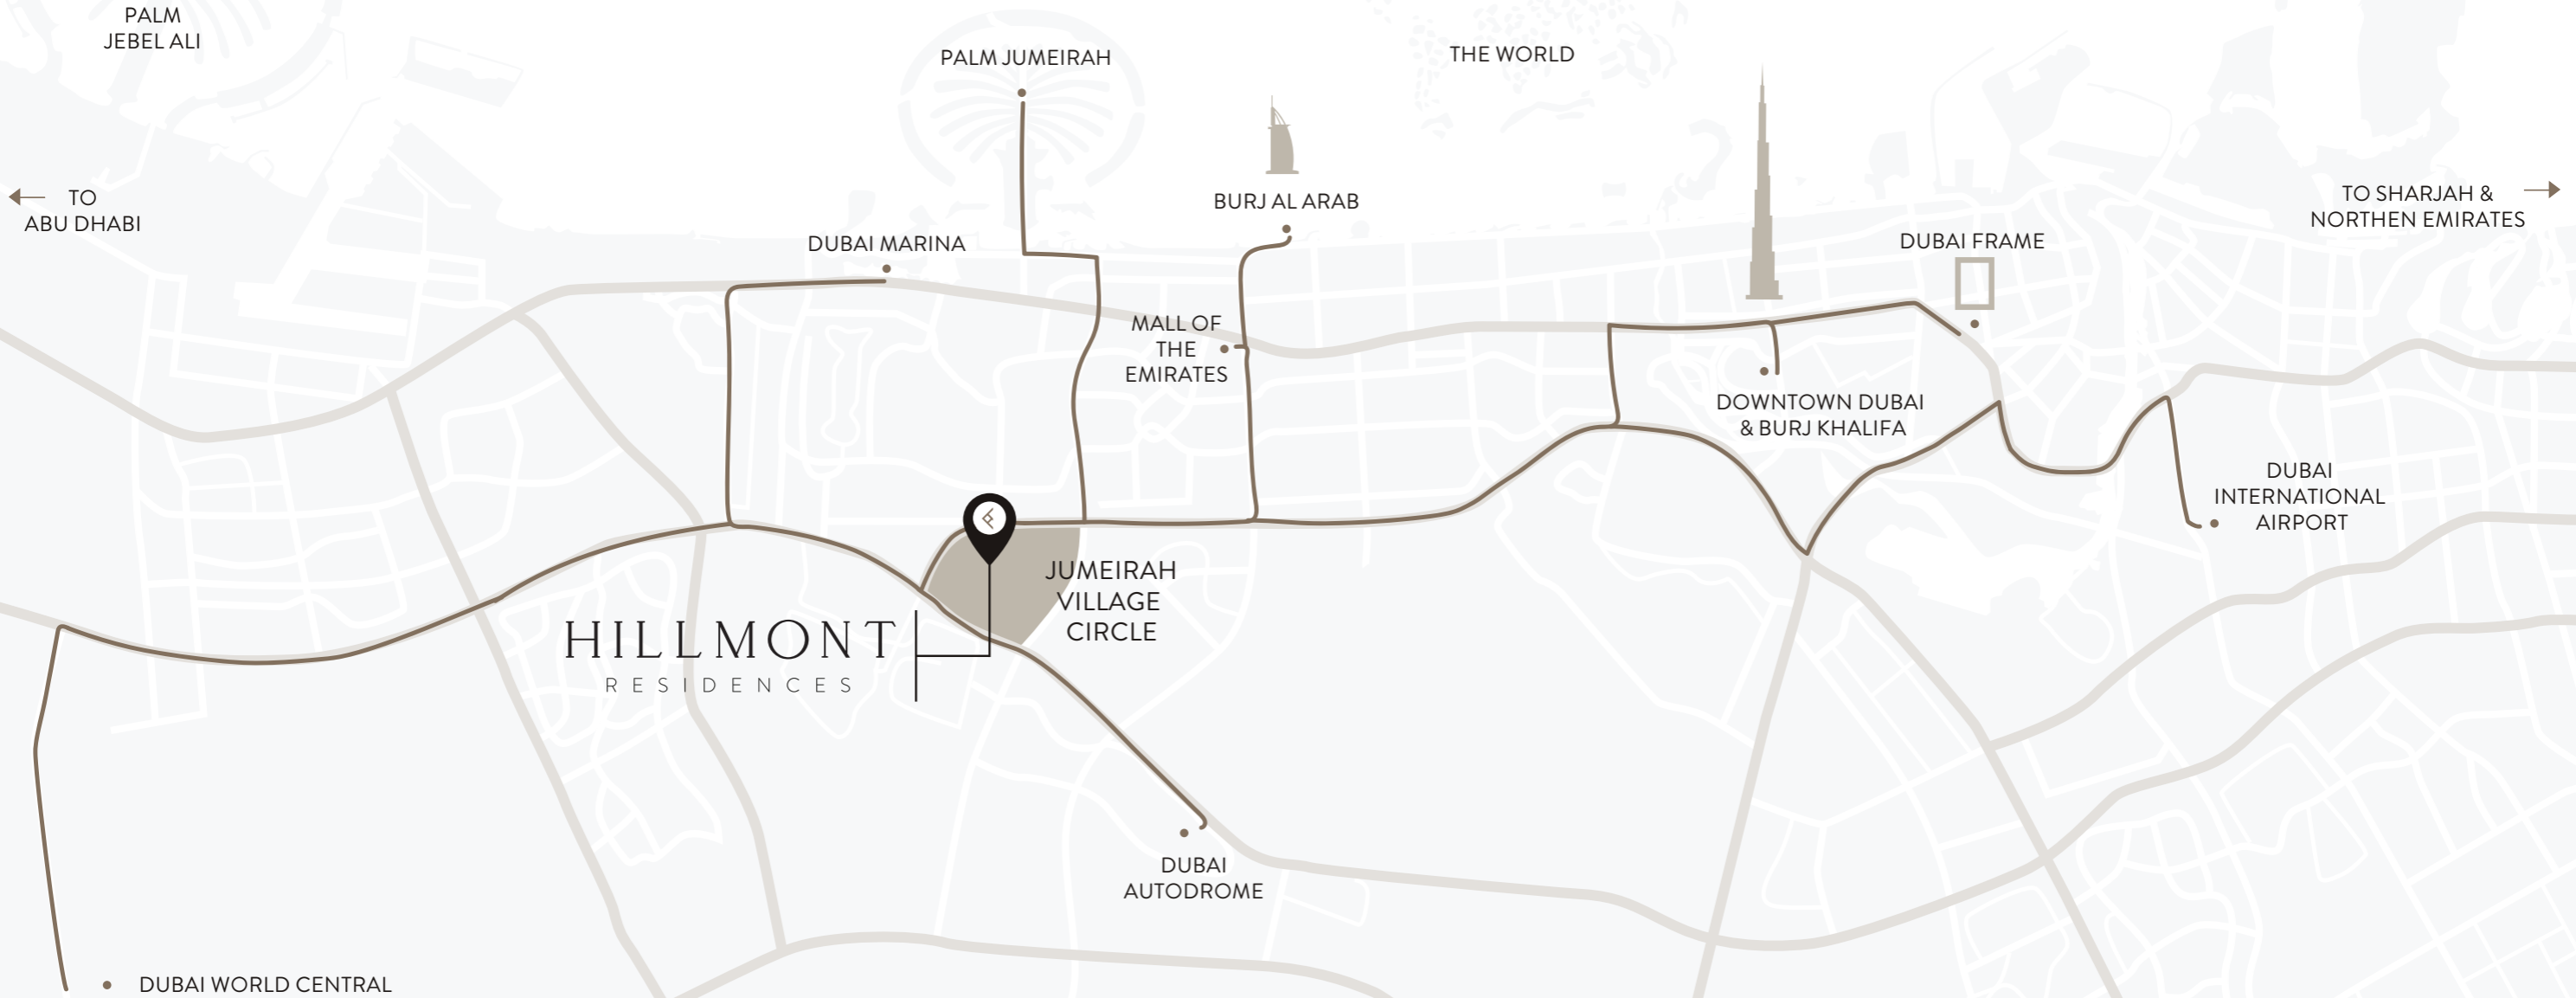 PALM
JEBEL ALI
PALM JUMEIRAH
THE WORLD
TO
ABU DHABI
BURJ AL ARAB
TO SHARJAH &
NORTHEN EMIRATES
DUBAI MARINA
DUBAI FRAME
MALL OF
THE
EMIRATES
DOWNTOWN DUBAI
& BURJ KHALIFA
DUBAI
INTERNATIONAL
AIRPORT
JUMEIRAH
VILLAGE
CIRCLE
HILLMONT
RESIDENCES
DUBAI
AUTODROME
DUBAI WORLD CENTRAL